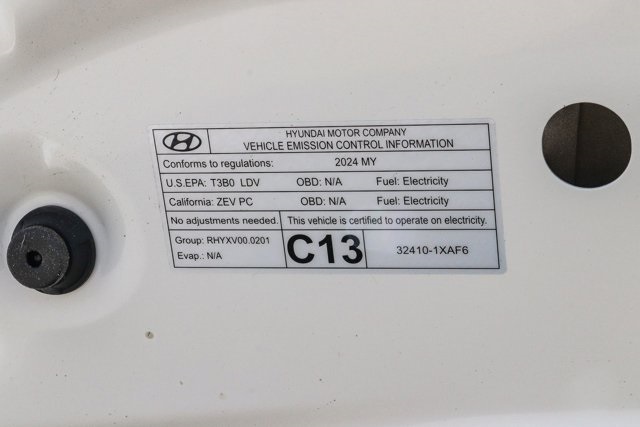 HYUNDAI MOTOR COMPANY
VEHICLE EMISSION CONTROL INFORMATION
Conforms to regulations: 2024 MY
U.S.EPA: T3B0 LDV OBD: N/A Fuel: Electricity
California: ZEV PC OBD: N/A Fuel: Electricity
No adjustments needed. This vehicle is certified to operate on electricity.
Group: RHYXV00.0201
Evap.: N/A
C13
32410-1XAF6